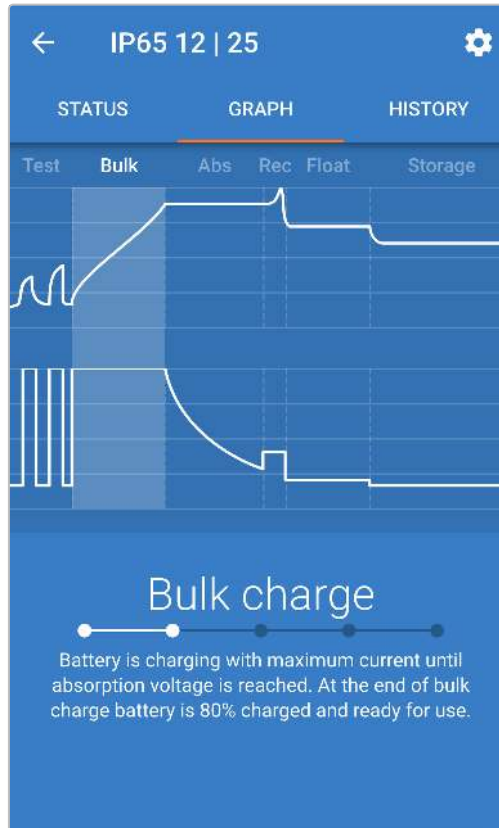 IP65 12 | 25
STATUS GRAPH HISTORY
Test Bulk Abs Rec Float Storage
Bulk charge
Battery is charging with maximum current until
absorption voltage is reached. At the end of bulk
charge battery is 80% charged and ready for use.